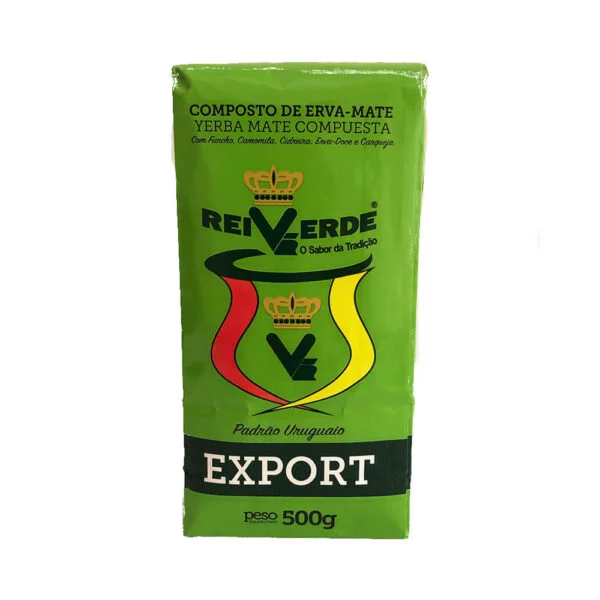 COMPOSTO DE ERVA-MATE
YERBA MATE COMPUESTA
Com Funcho, Camomila, Cidreira, Erva-Doce e Carqueja
REI VERDE®
O Sabor da Tradição
VR
Padrão Uruguaio
EXPORT
peso 500g